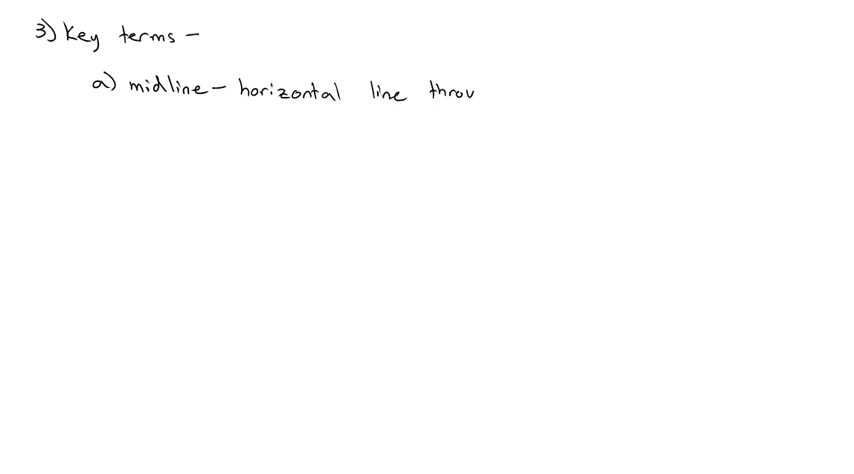 3) Key terms -
a) midline - horizontal line throu